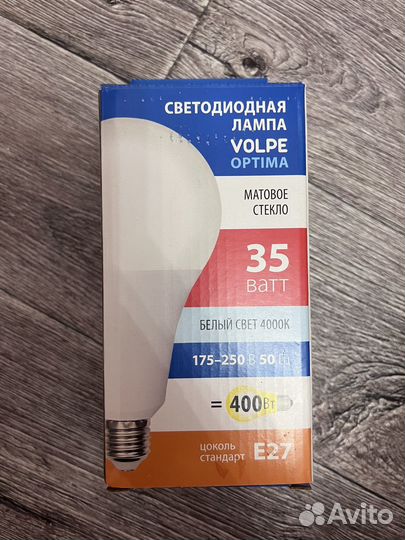 СВЕТОДИОДНАЯ
ЛАМПА
VOLPE
OPTIMA
МАТОВОЕ
СТЕКЛО
35
ватт
БЕЛЫЙ СВЕТ 4000К
175–250 В 50 Гц
= 400Вт
цоколь
стандарт E27
Avito